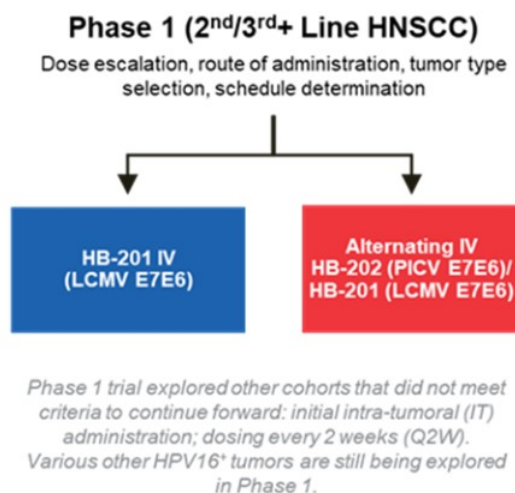 Phase 1 (2nd/3rd+ Line HNSCC)
Dose escalation, route of administration, tumor type
selection, schedule determination
HB-201 IV
(LCMV E7E6)
Alternating IV
HB-202 (PICV E7E6)/
HB-201 (LCMV E7E6)
Phase 1 trial explored other cohorts that did not meet
criteria to continue forward: initial intra-tumoral (IT)
administration; dosing every 2 weeks (Q2W).
Various other HPV16+ tumors are still being explored
in Phase 1.